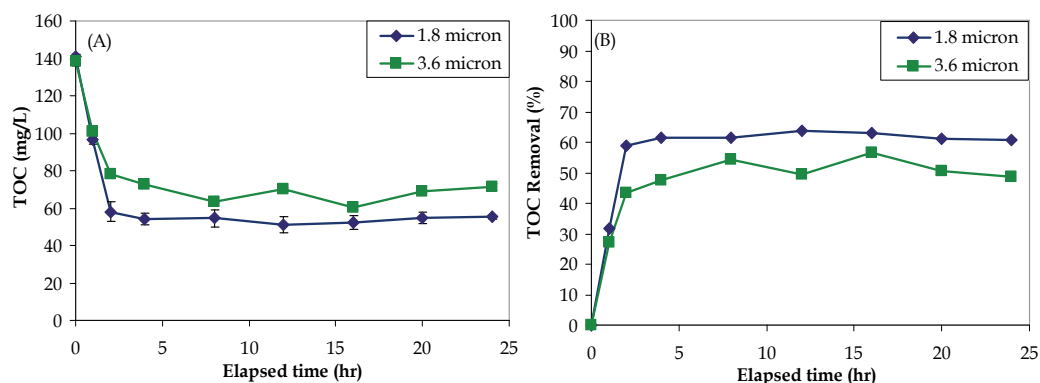 (A)
1.8 micron
3.6 micron
TOC (mg/L)
160
140
120
100
80
60
40
20
0
0 5 10 15 20 25
Elapsed time (hr)
(B)
1.8 micron
3.6 micron
TOC Removal (%)
100
90
80
70
60
50
40
30
20
10
0
0 5 10 15 20 25
Elapsed time (hr)